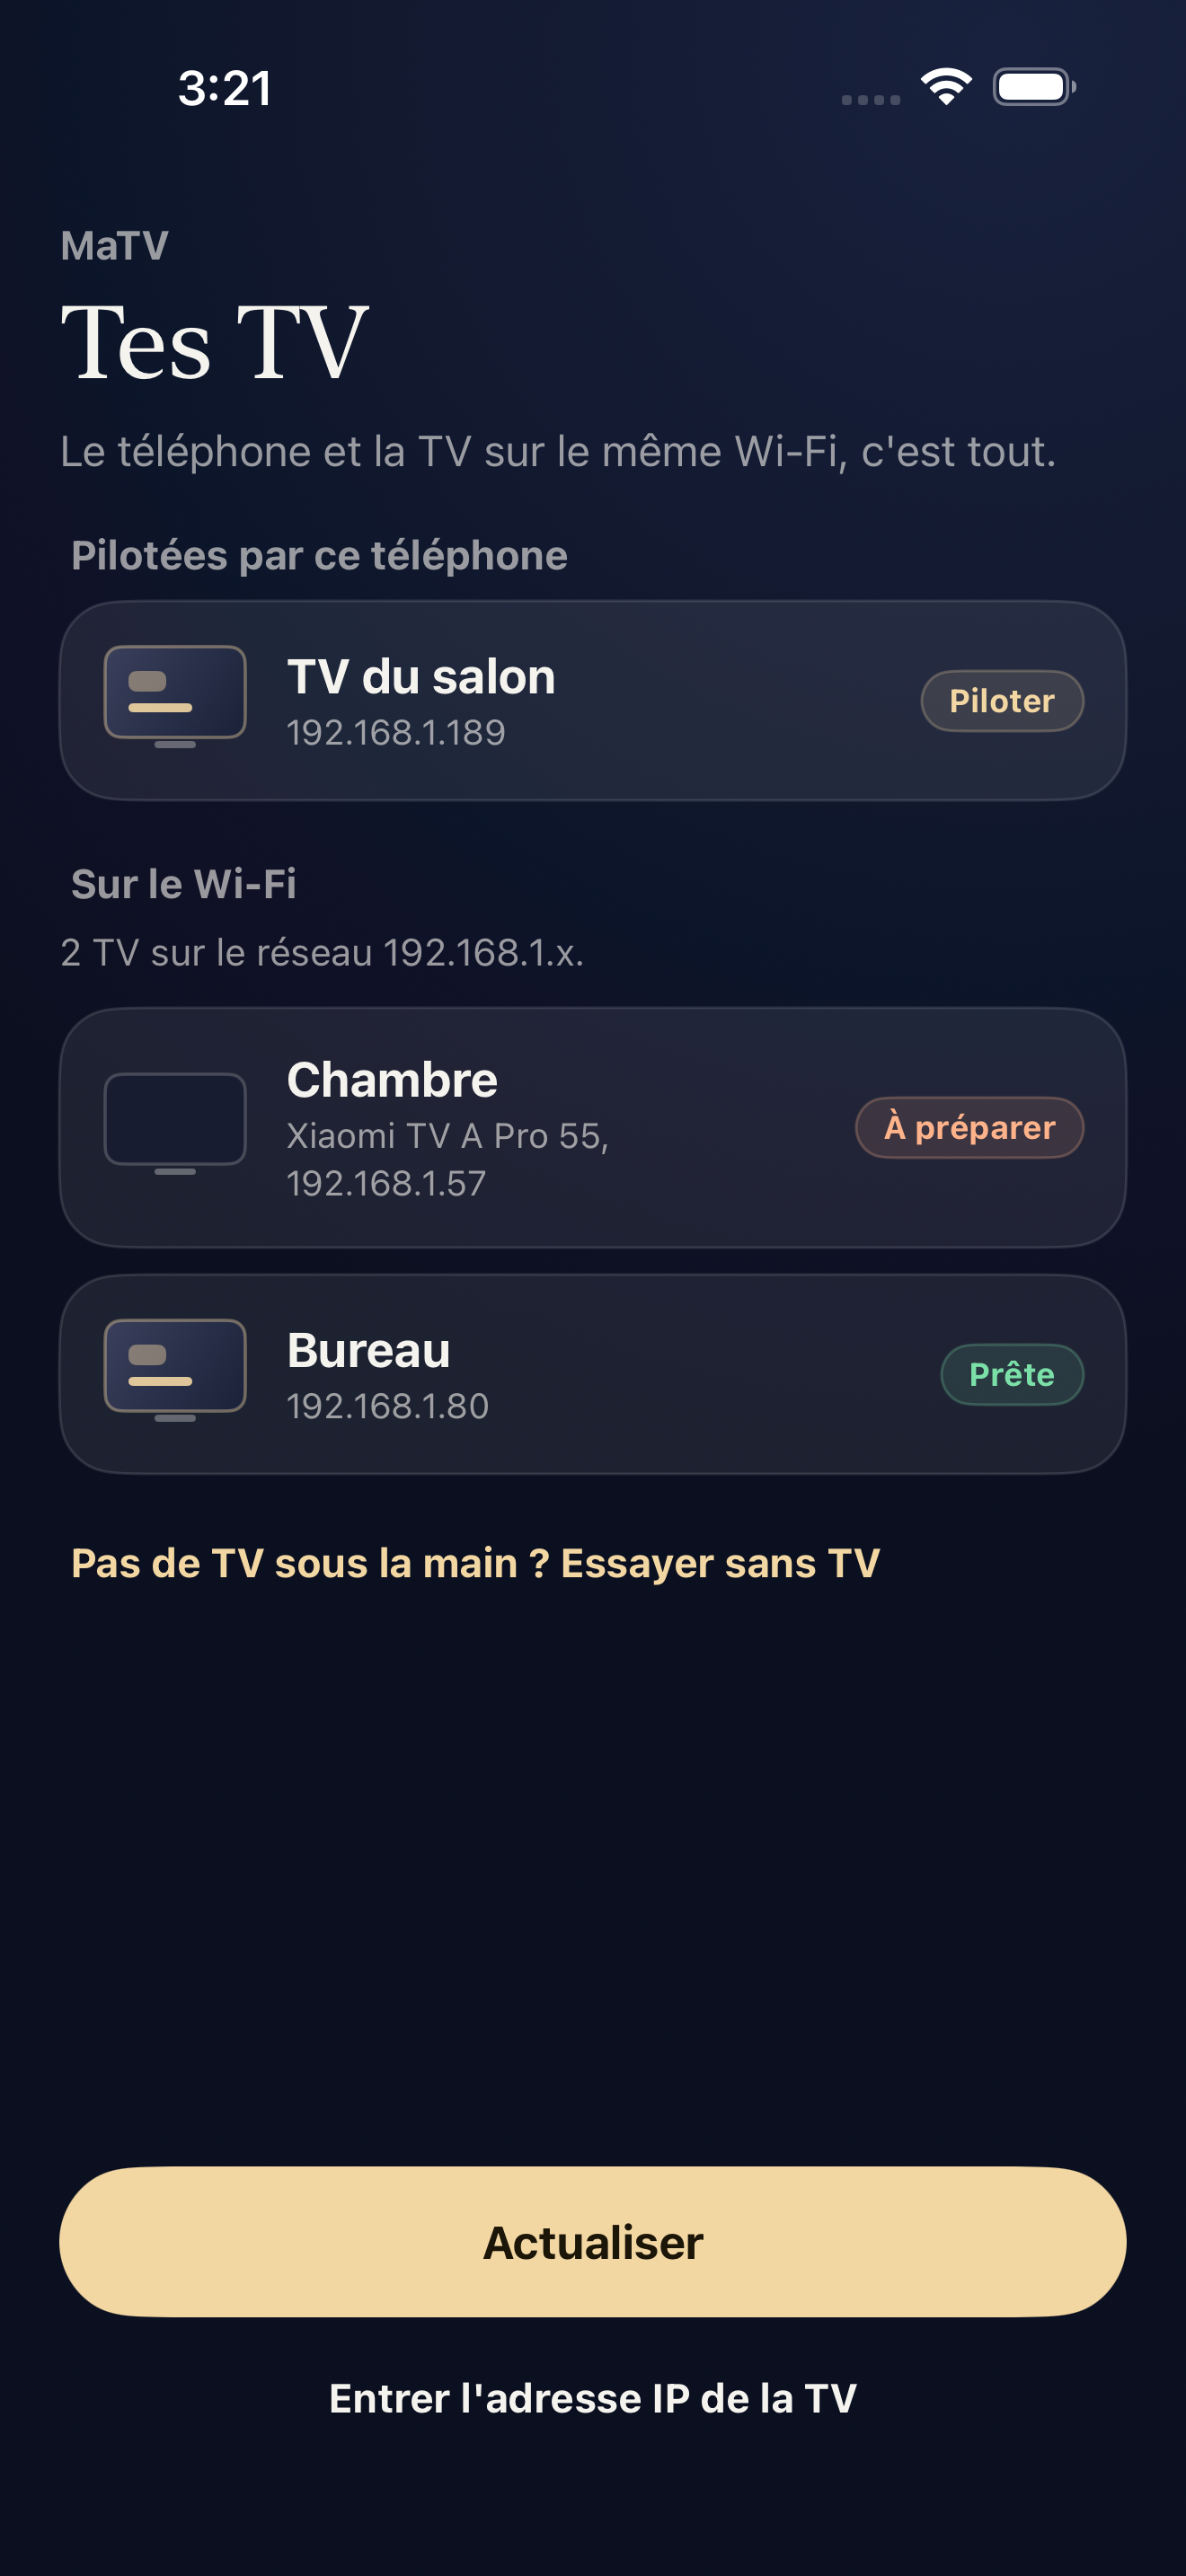 3:21
MaTV
Tes TV
Le téléphone et la TV sur le même Wi-Fi, c'est tout.
Pilotées par ce téléphone
TV du salon
192.168.1.189
Piloter
Sur le Wi-Fi
2 TV sur le réseau 192.168.1.x.
Chambre
Xiaomi TV A Pro 55,
192.168.1.57
À préparer
Bureau
192.168.1.80
Prête
Pas de TV sous la main ? Essayer sans TV
Actualiser
Entrer l'adresse IP de la TV